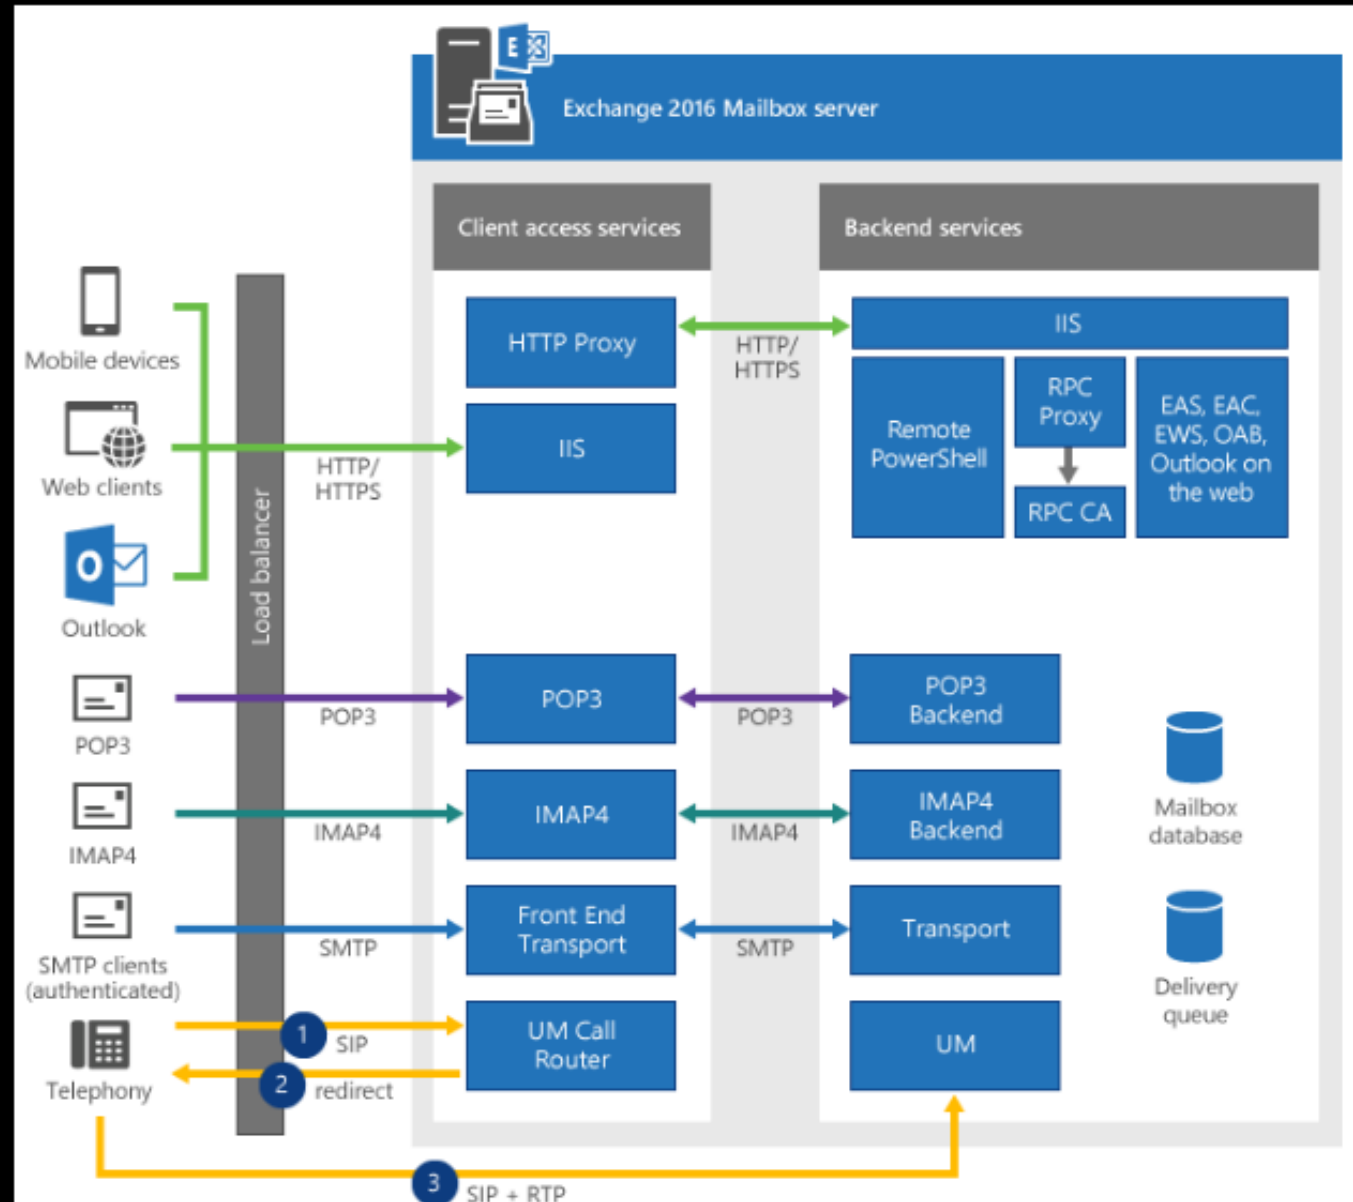 E
Exchange 2016 Mailbox server
Client access services
Backend services
Mobile devices
Web clients
O
Outlook
POP3
IMAP4
SMTP clients
(authenticated)
Telephony
Load balancer
HTTP/
HTTPS
POP3
IMAP4
SMTP
1
SIP
2
redirect
3
SIP + RTP
HTTP Proxy
IIS
POP3
IMAP4
Front End
Transport
UM Call
Router
HTTP/
HTTPS
POP3
IMAP4
SMTP
IIS
Remote
PowerShell
RPC
Proxy
RPC CA
EAS, EAC,
EWS, OAB,
Outlook on
the web
POP3
Backend
IMAP4
Backend
Transport
UM
Mailbox
database
Delivery
queue